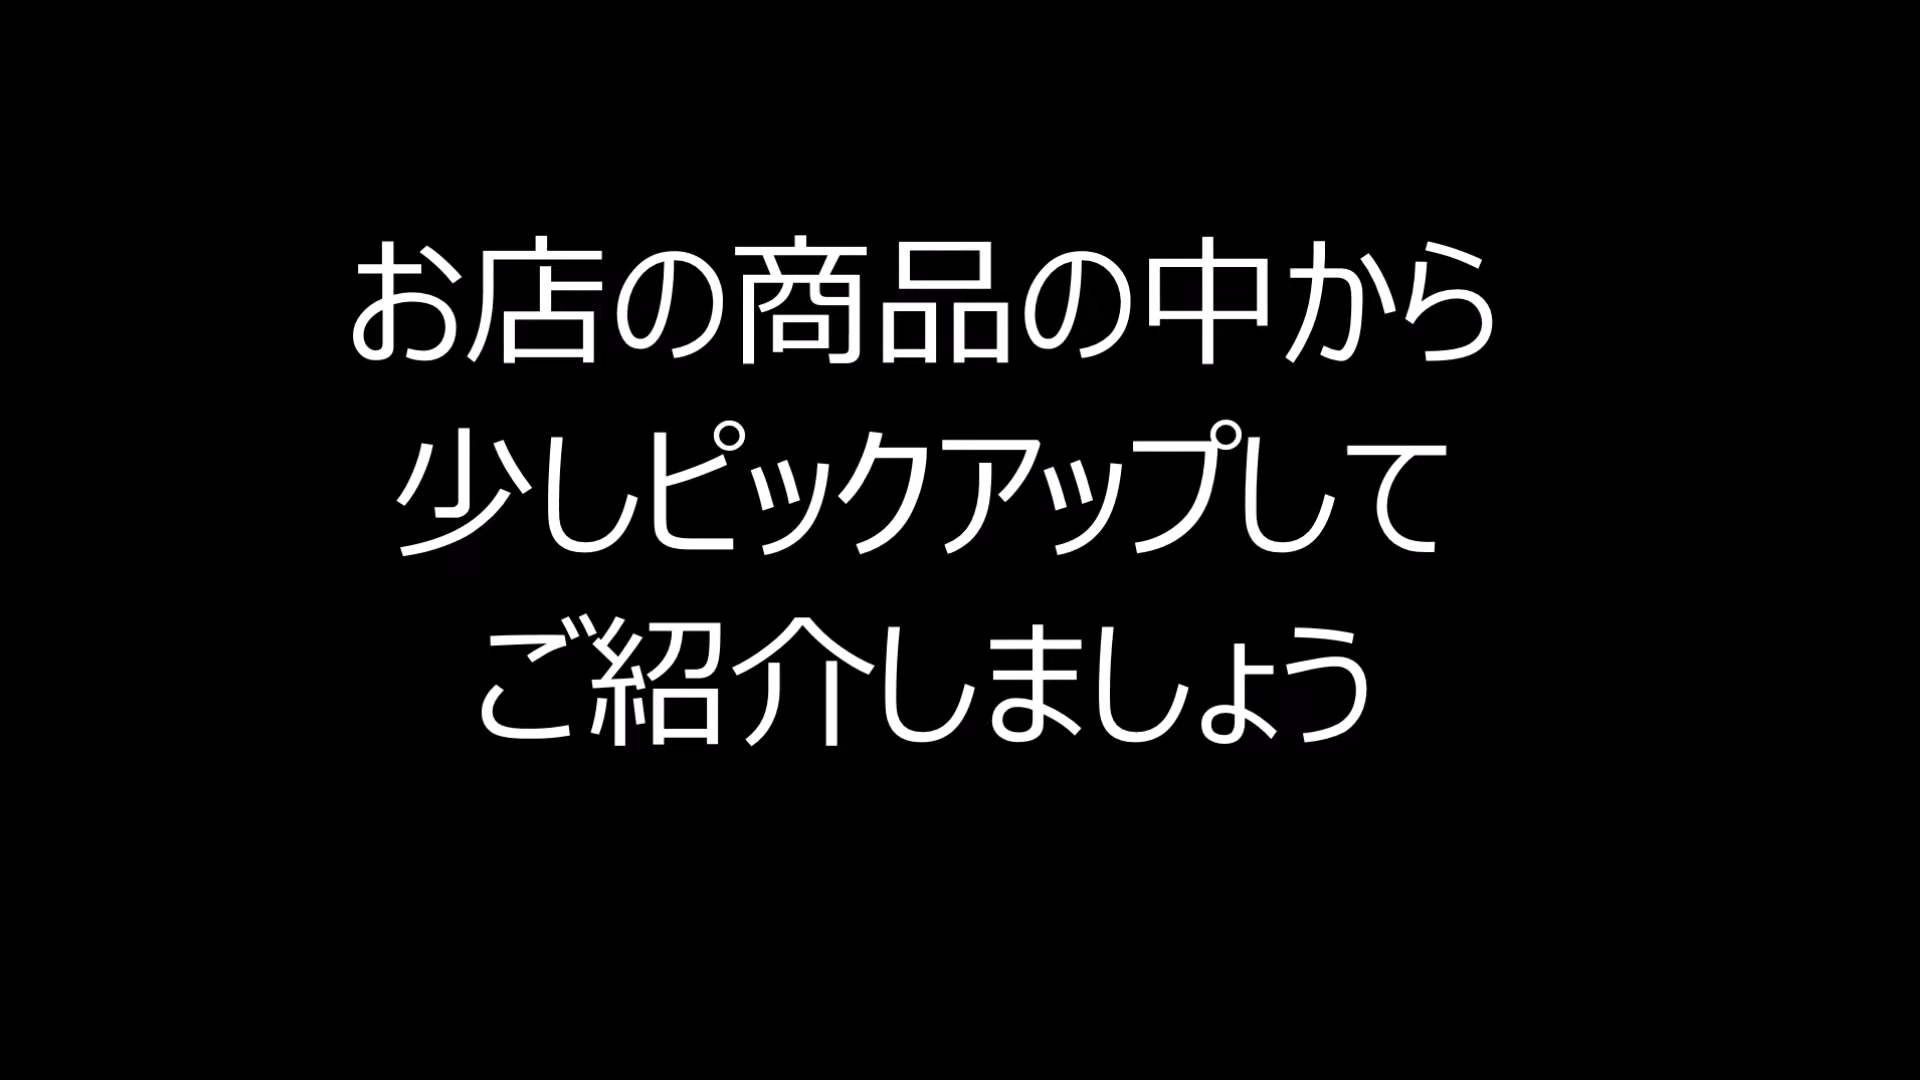 お店の商品の中から
少しピックアップして
ご紹介しましょう